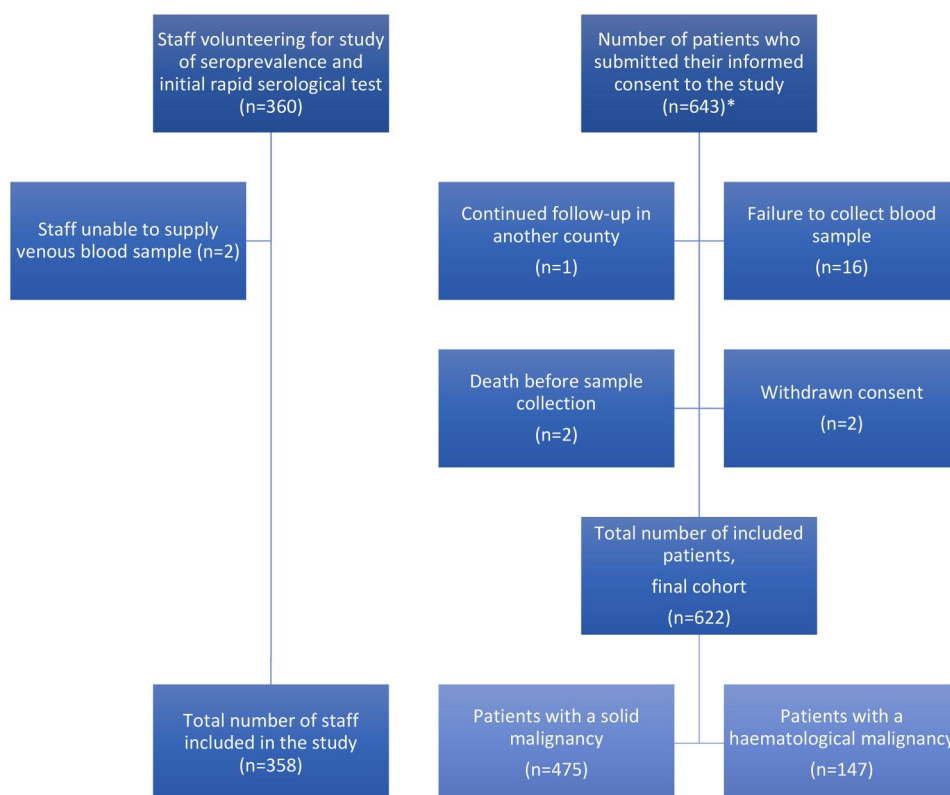 Staff volunteering for study
of seroprevalence and
initial rapid serological test
(n=360)
Number of patients who
submitted their informed
consent to the study
(n=643)*
Staff unable to supply
venous blood sample (n=2)
Continued follow-up in
another county
(n=1)
Failure to collect blood
sample
(n=16)
Death before sample
collection
(n=2)
Withdrawn consent
(n=2)
Total number of included
patients,
final cohort
(n=622)
Total number of staff
included in the study
(n=358)
Patients with a solid
malignancy
(n=475)
Patients with a
haematological malignancy
(n=147)